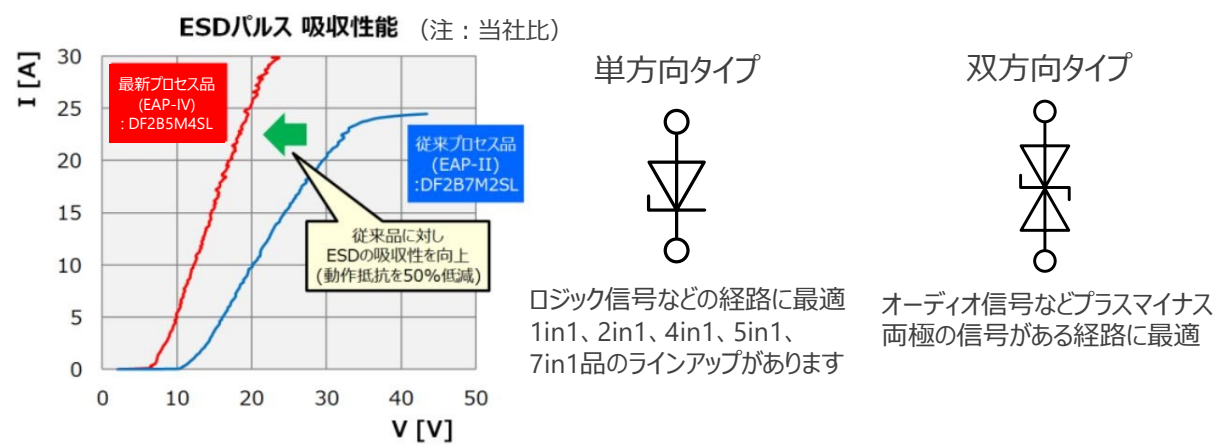 ESDパルス 吸収性能 (注：当社比)
I [A]
30
25
20
15
10
5
0
0 10 20 30 40 50
V [V]
最新プロセス品
(EAP-IV)
: DF2B5M4SL
従来プロセス品
(EAP-II)
:DF2B7M2SL
従来品に対し
ESDの吸収性を向上
(動作抵抗を50%低減)
単方向タイプ
ロジック信号などの経路に最適
1in1、2in1、4in1、5in1、
7in1品のラインアップがあります
双方向タイプ
オーディオ信号などプラスマイナス
両極の信号がある経路に最適